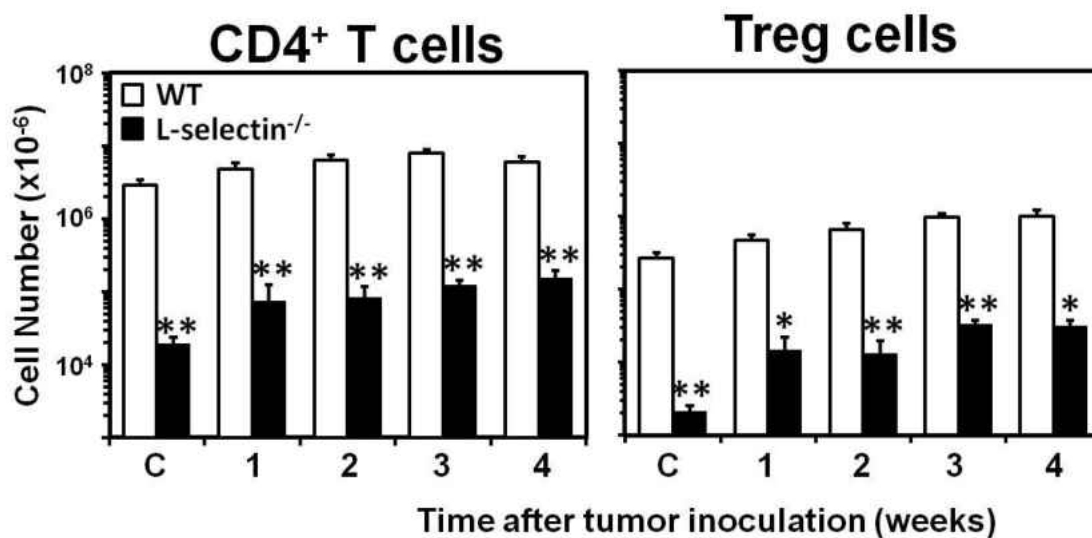 CD4⁺ T cells
Treg cells
Cell Number (x10⁻⁶)
10⁸
10⁶
10⁴
WT
L-selectin⁻/⁻
**
**
**
**
**
**
*
**
**
*
C 1 2 3 4
C 1 2 3 4
Time after tumor inoculation (weeks)